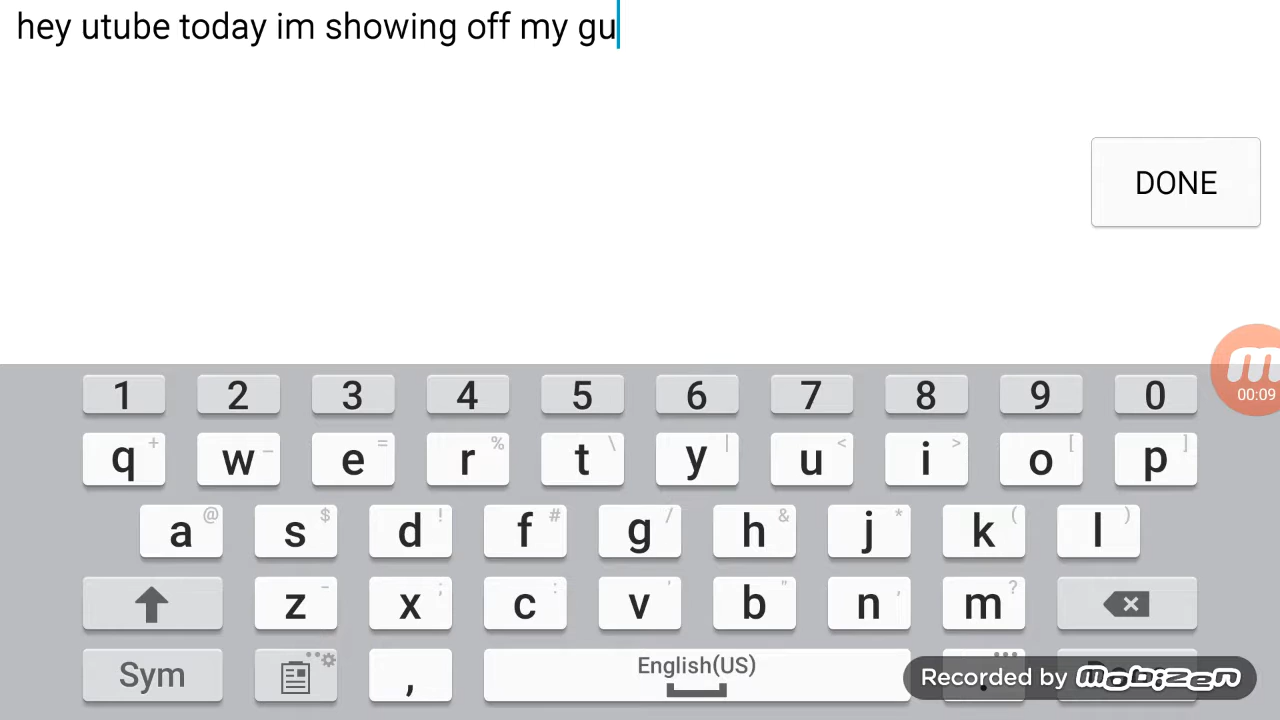 hey utube today im showing off my gu
DONE
1 2 3 4 5 6 7 8 9 0
00:09
q + w – e = r % t \ y | u < i > o [ p ]
a @ s $ d ! f # g / h & j * k ( l )
z - x ; c : v ' b " n , m ?
Sym , English(US) .
Recorded by mobizen